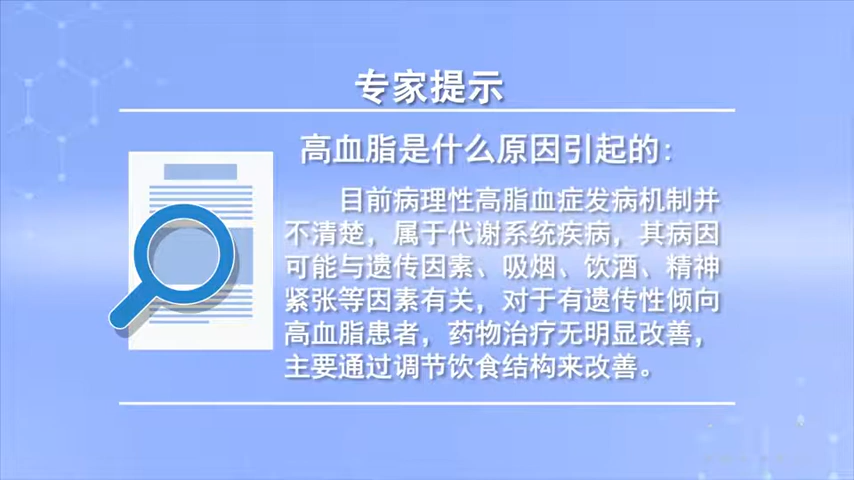 专家提示
高血脂是什么原因引起的：
目前病理性高脂血症发病机制并
不清楚，属于代谢系统疾病，其病因
可能与遗传因素、吸烟、饮酒、精神
紧张等因素有关，对于有遗传性倾向
高血脂患者，药物治疗无明显改善，
主要通过调节饮食结构来改善。